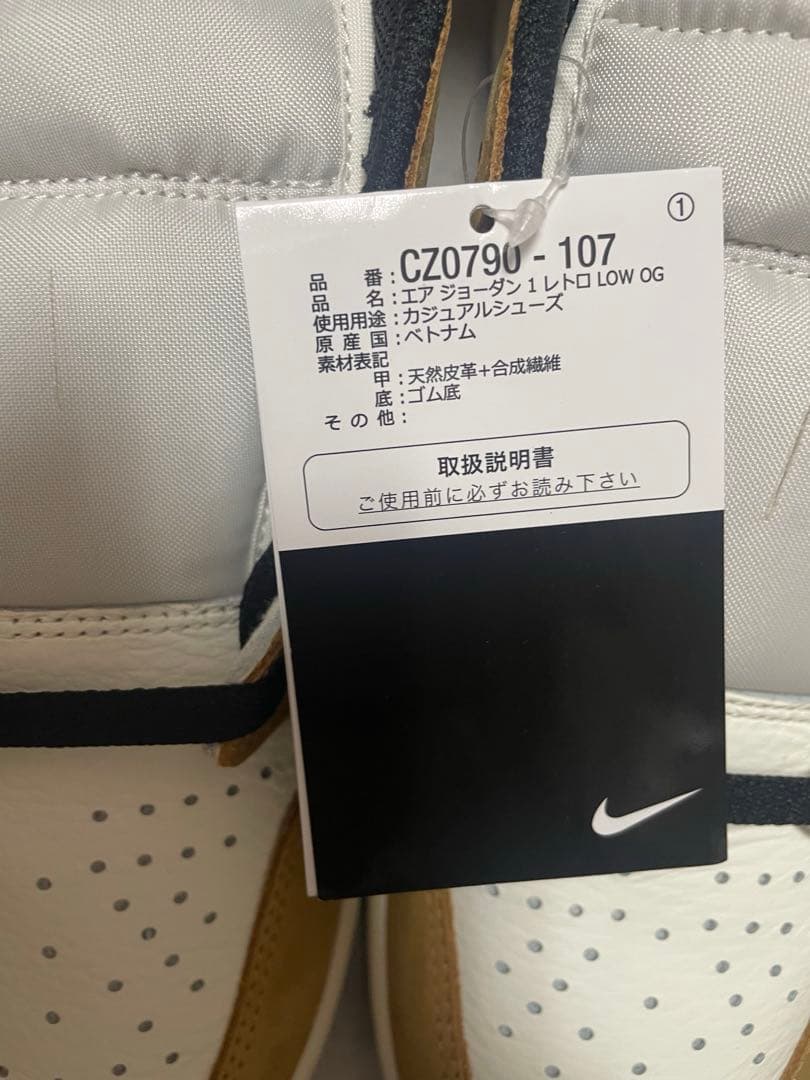 ①
品番:CZ0790-107
品名:エア ジョーダン 1 レトロ LOW OG
使用用途:カジュアルシューズ
原産国:ベトナム
素材表記
甲:天然皮革+合成繊維
底:ゴム底
その他:
取扱説明書
ご使用前に必ずお読み下さい